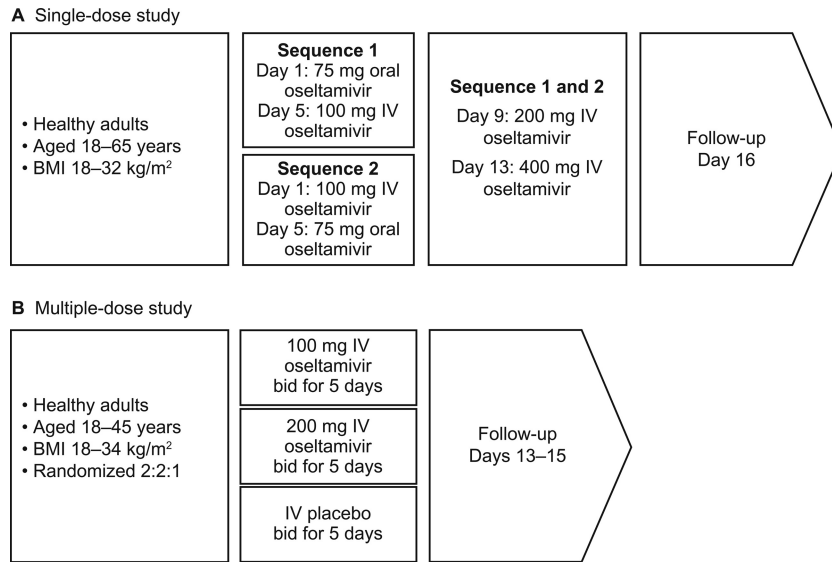 A Single-dose study
• Healthy adults
• Aged 18–65 years
• BMI 18–32 kg/m²
Sequence 1
Day 1: 75 mg oral
oseltamivir
Day 5: 100 mg IV
oseltamivir
Sequence 2
Day 1: 100 mg IV
oseltamivir
Day 5: 75 mg oral
oseltamivir
Sequence 1 and 2
Day 9: 200 mg IV
oseltamivir
Day 13: 400 mg IV
oseltamivir
Follow-up
Day 16
B Multiple-dose study
• Healthy adults
• Aged 18–45 years
• BMI 18–34 kg/m²
• Randomized 2:2:1
100 mg IV
oseltamivir
bid for 5 days
200 mg IV
oseltamivir
bid for 5 days
IV placebo
bid for 5 days
Follow-up
Days 13–15